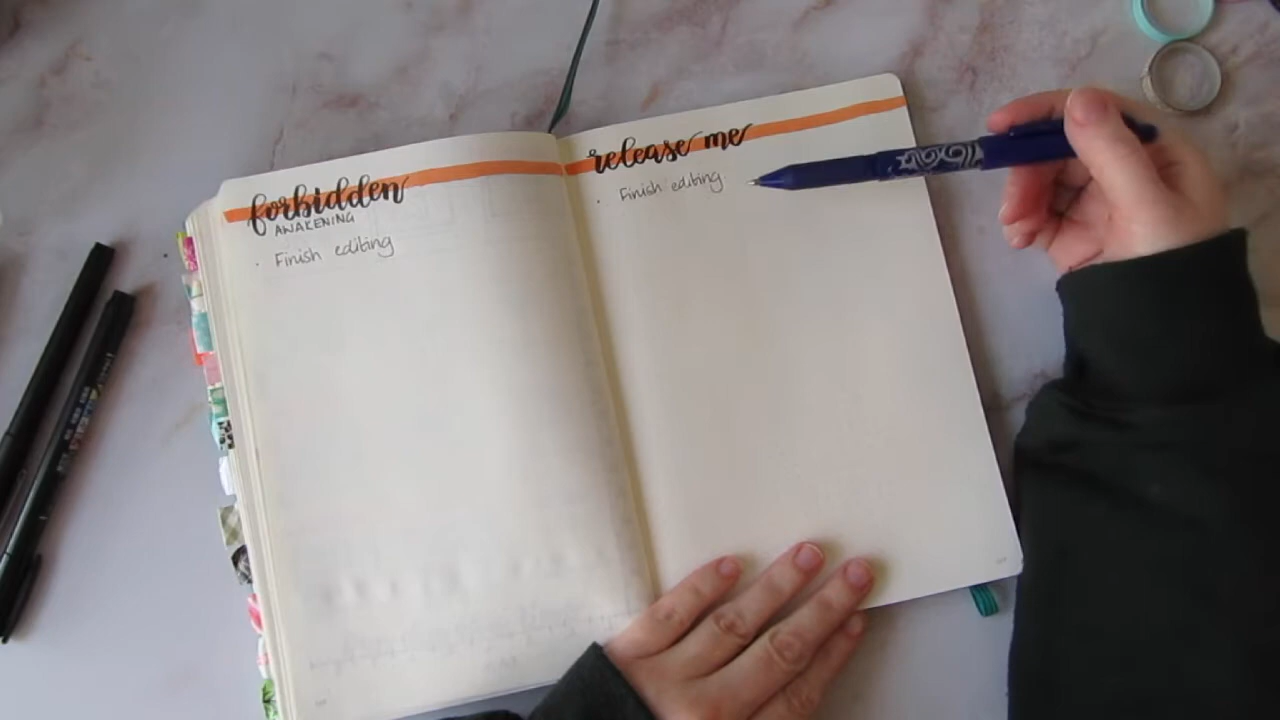 forbidden
AWAKENING
· Finish editing
release me
· Finish editing